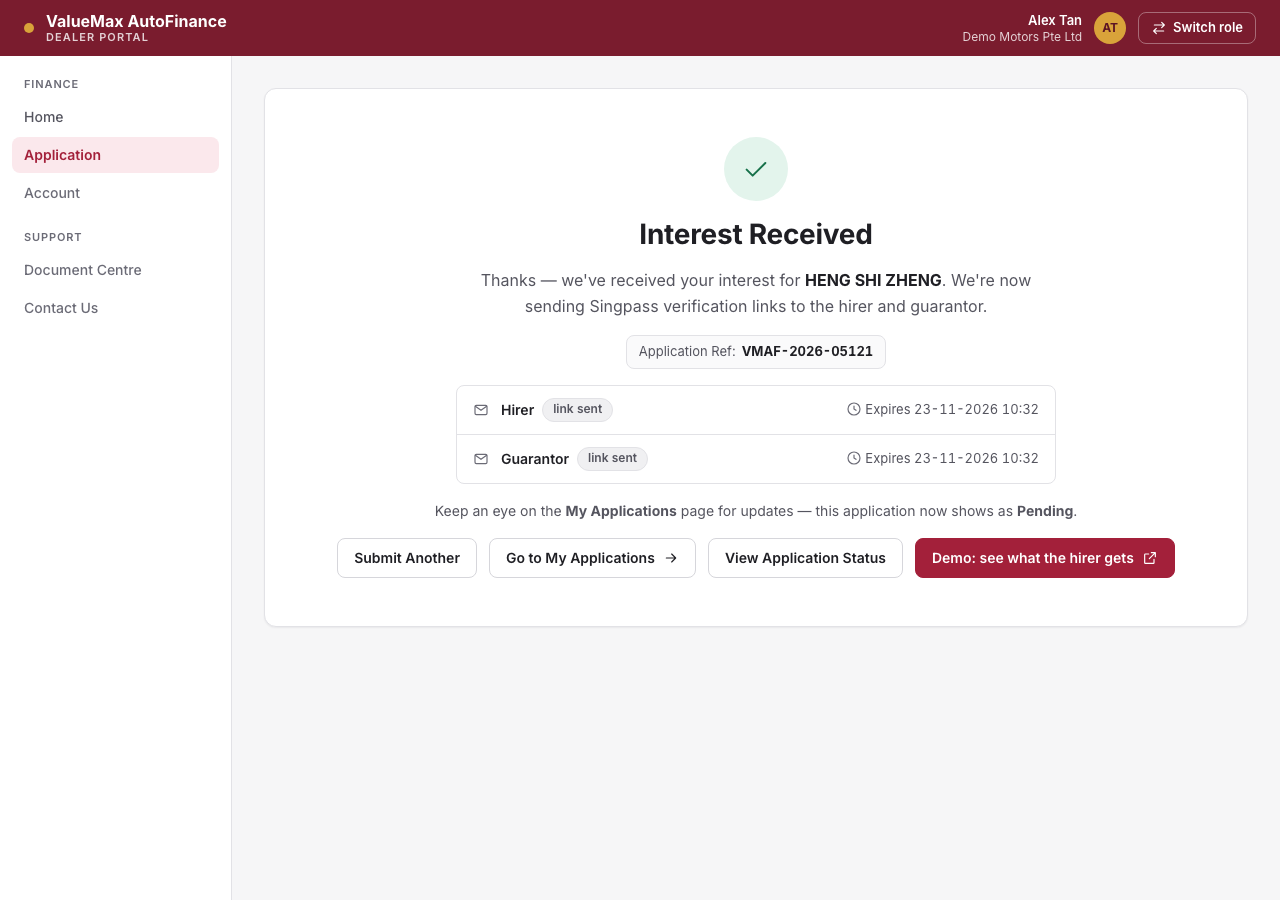 ValueMax AutoFinance
DEALER PORTAL
Alex Tan
Demo Motors Pte Ltd
AT
Switch role
FINANCE
Home
Application
Account
SUPPORT
Document Centre
Contact Us
Interest Received
Thanks — we've received your interest for HENG SHI ZHENG. We're now
sending Singpass verification links to the hirer and guarantor.
Application Ref: VMAF-2026-05121
Hirer link sent Expires 23-11-2026 10:32
Guarantor link sent Expires 23-11-2026 10:32
Keep an eye on the My Applications page for updates — this application now shows as Pending.
Submit Another
Go to My Applications →
View Application Status
Demo: see what the hirer gets